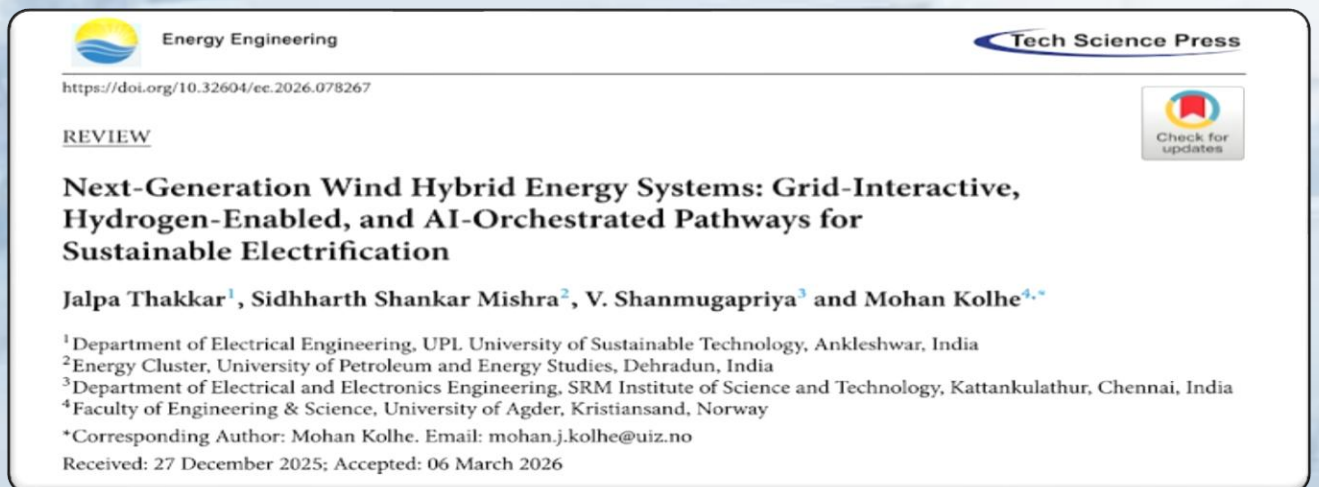 Energy Engineering
Tech Science Press
https://doi.org/10.32604/ee.2026.078267
Check for
updates
REVIEW
Next-Generation Wind Hybrid Energy Systems: Grid-Interactive,
Hydrogen-Enabled, and AI-Orchestrated Pathways for
Sustainable Electrification
Jalpa Thakkar1, Sidhharth Shankar Mishra2, V. Shanmugapriya3 and Mohan Kolhe4,*
1Department of Electrical Engineering, UPL University of Sustainable Technology, Ankleshwar, India
2Energy Cluster, University of Petroleum and Energy Studies, Dehradun, India
3Department of Electrical and Electronics Engineering, SRM Institute of Science and Technology, Kattankulathur, Chennai, India
4Faculty of Engineering & Science, University of Agder, Kristiansand, Norway
*Corresponding Author: Mohan Kolhe. Email: mohan.j.kolhe@uiz.no
Received: 27 December 2025; Accepted: 06 March 2026